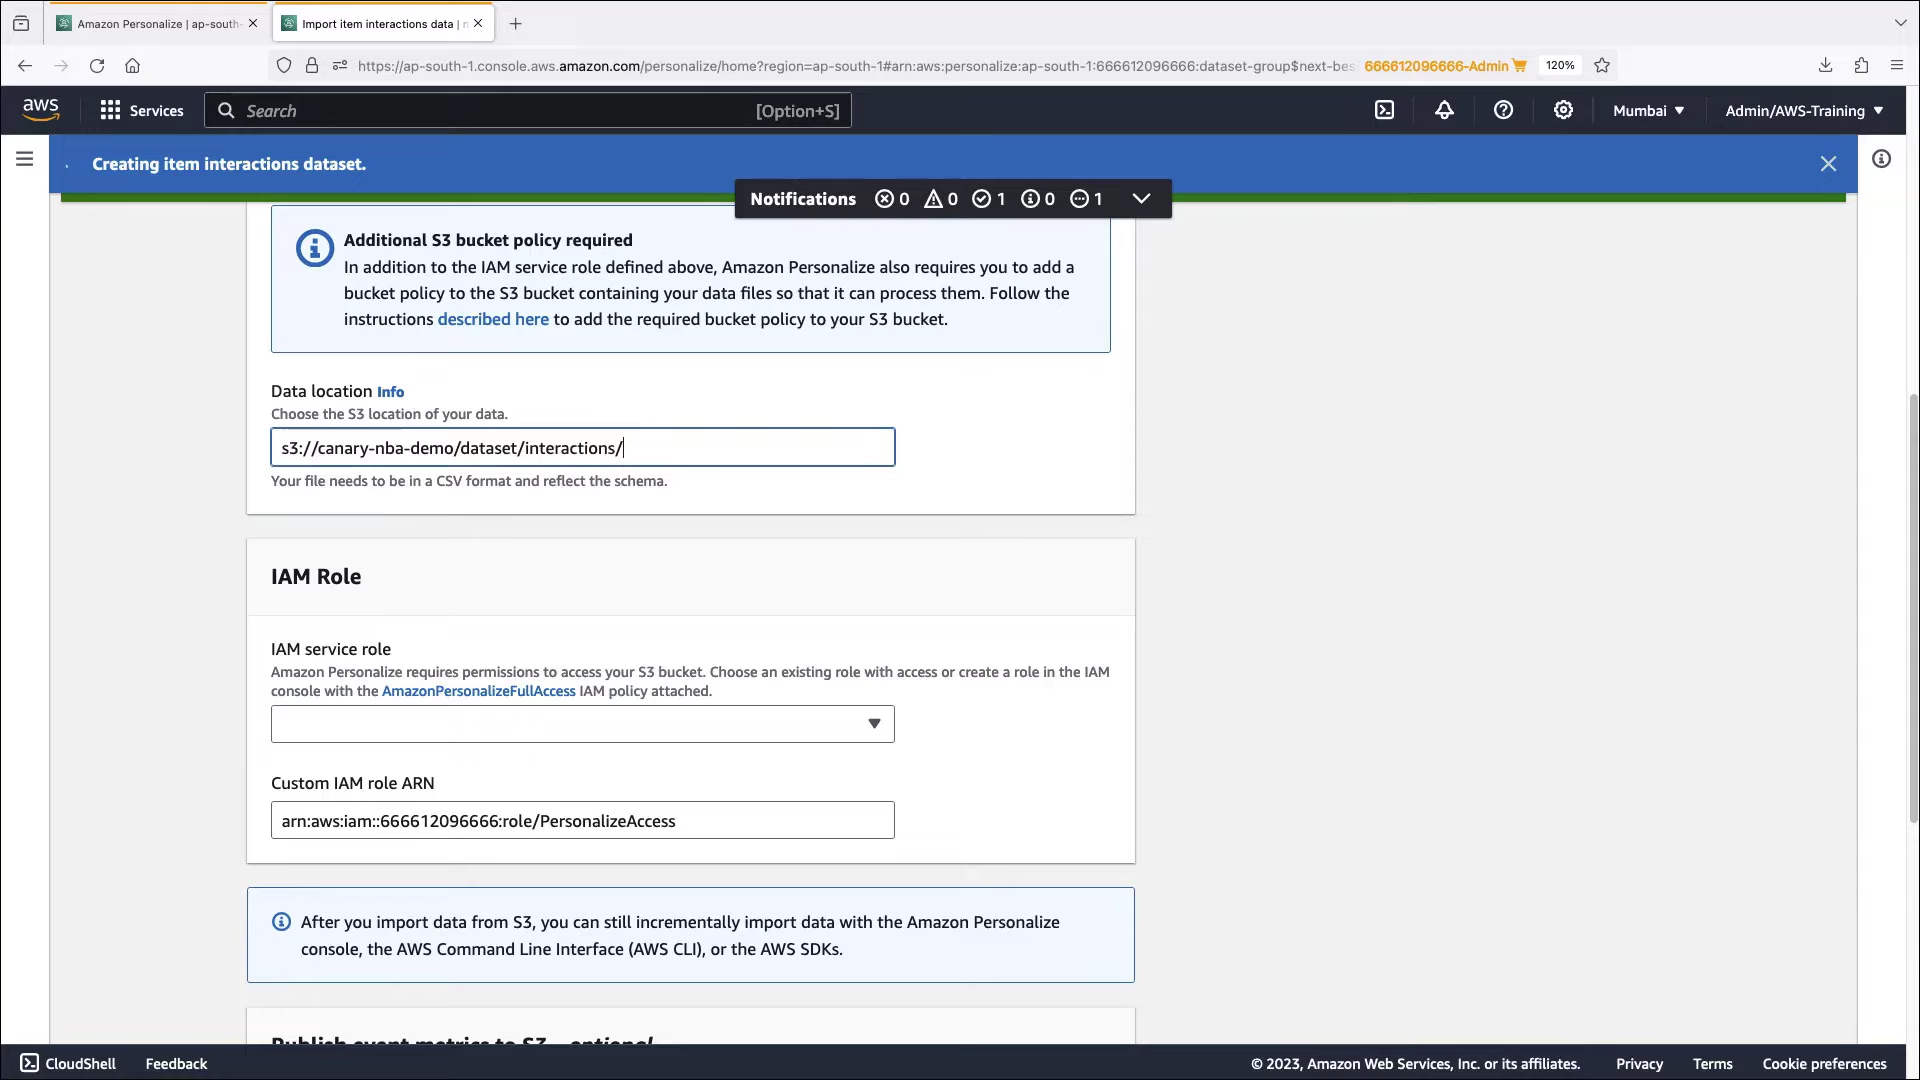 Amazon Personalize | ap-south-
Import item interactions data | n
https://ap-south-1.console.aws.amazon.com/personalize/home?region=ap-south-1#arn:aws:personalize:ap-south-1:666612096666:dataset-group$next-bes
666612096666-Admin
120%
aws
Services
Search
[Option+S]
Mumbai
Admin/AWS-Training
Creating item interactions dataset.
Notifications 0 0 1 0 1
Additional S3 bucket policy required
In addition to the IAM service role defined above, Amazon Personalize also requires you to add a
bucket policy to the S3 bucket containing your data files so that it can process them. Follow the
instructions described here to add the required bucket policy to your S3 bucket.
Data location Info
Choose the S3 location of your data.
s3://canary-nba-demo/dataset/interactions/
Your file needs to be in a CSV format and reflect the schema.
IAM Role
IAM service role
Amazon Personalize requires permissions to access your S3 bucket. Choose an existing role with access or create a role in the IAM
console with the AmazonPersonalizeFullAccess IAM policy attached.
Custom IAM role ARN
arn:aws:iam::666612096666:role/PersonalizeAccess
After you import data from S3, you can still incrementally import data with the Amazon Personalize
console, the AWS Command Line Interface (AWS CLI), or the AWS SDKs.
Publish event metrics to S3 - optional
CloudShell
Feedback
© 2023, Amazon Web Services, Inc. or its affiliates.
Privacy
Terms
Cookie preferences